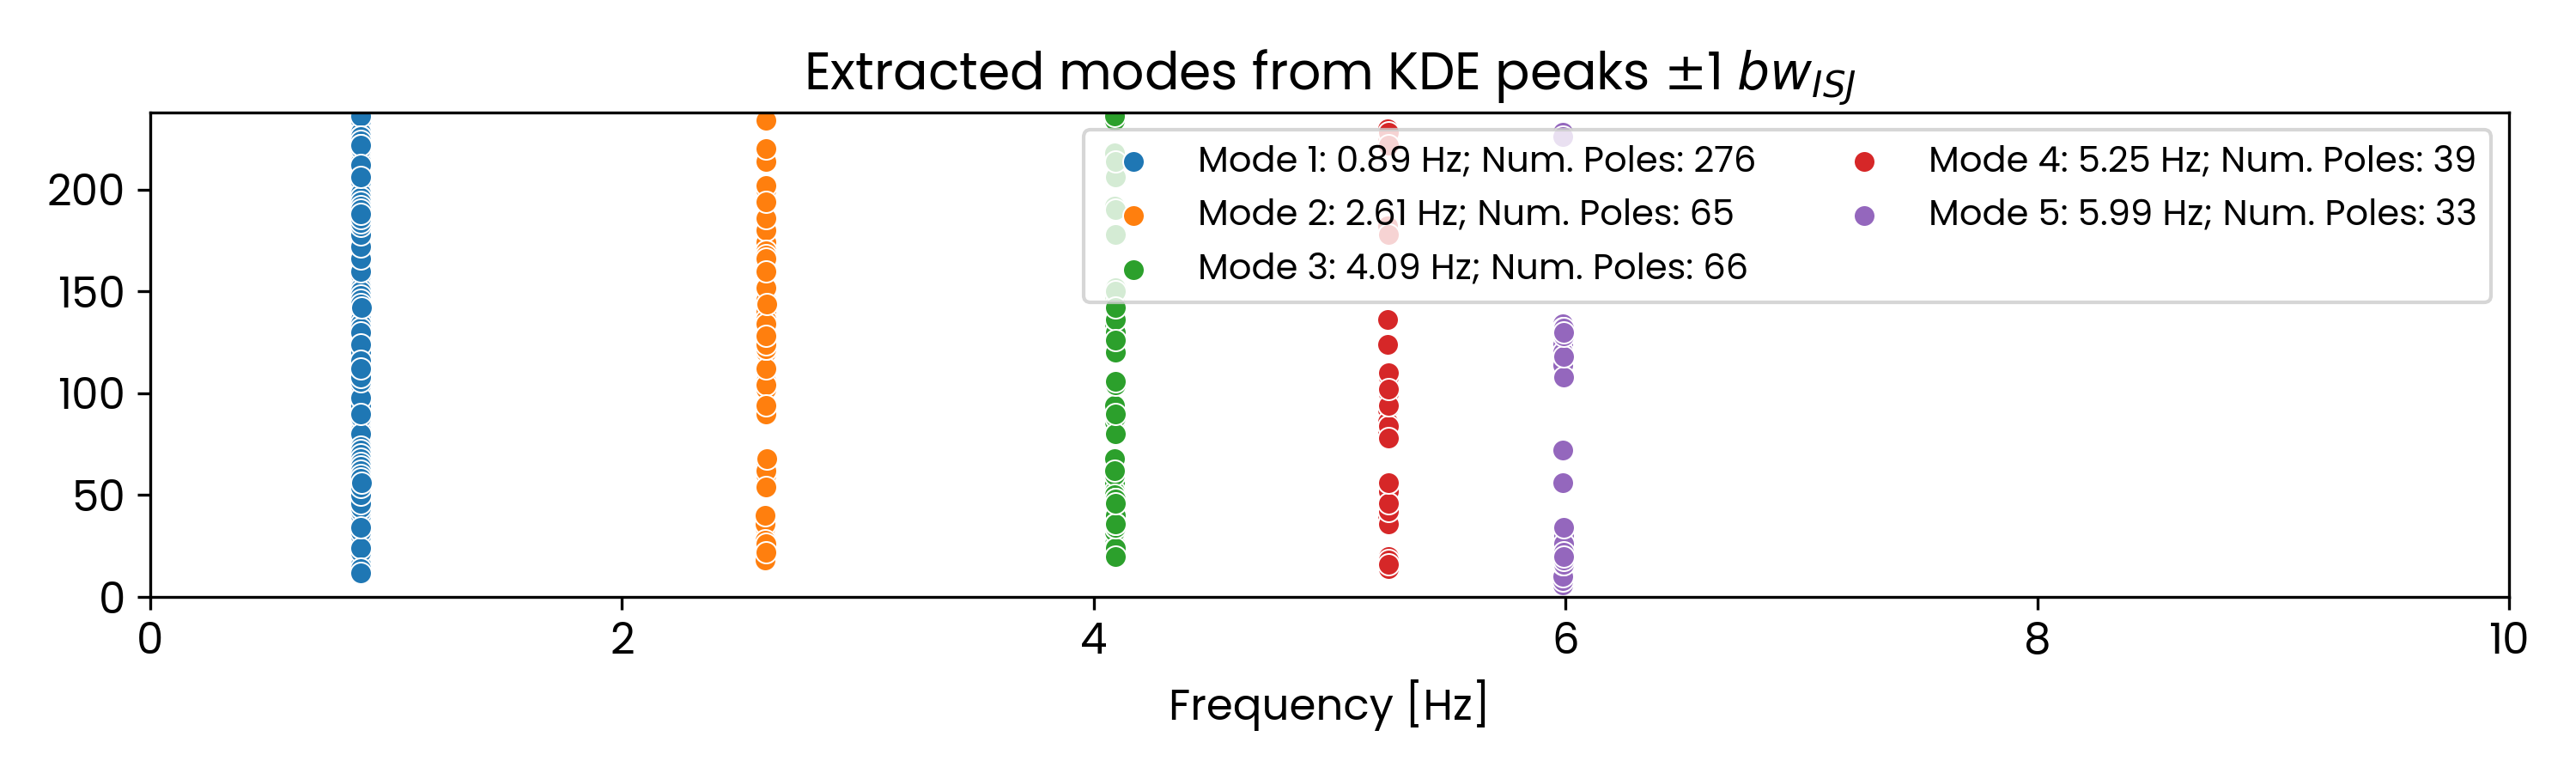 Extracted modes from KDE peaks ±1 bw_ISJ
Mode 1: 0.89 Hz; Num. Poles: 276
Mode 2: 2.61 Hz; Num. Poles: 65
Mode 3: 4.09 Hz; Num. Poles: 66
Mode 4: 5.25 Hz; Num. Poles: 39
Mode 5: 5.99 Hz; Num. Poles: 33
200
150
100
50
0
0 2 4 6 8 10
Frequency [Hz]